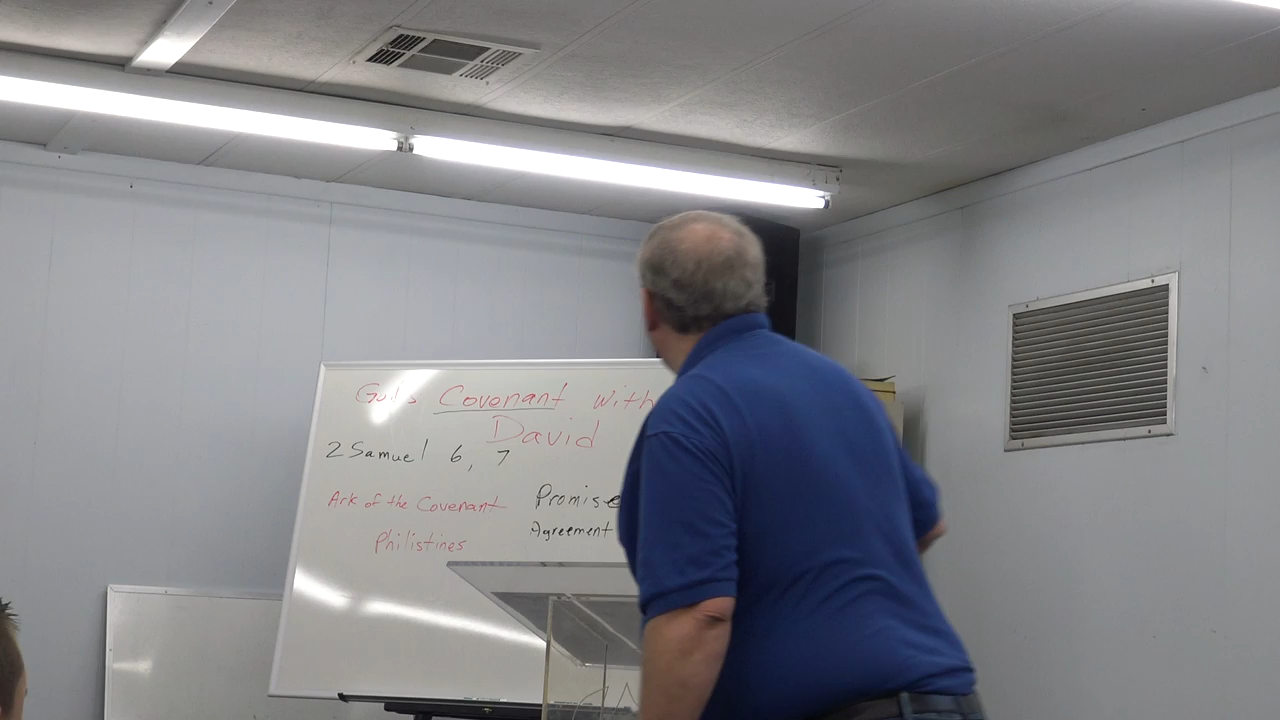 God's Covenant with
David
2 Samuel 6, 7
Ark of the Covenant
Promise
Agreement
Philistines